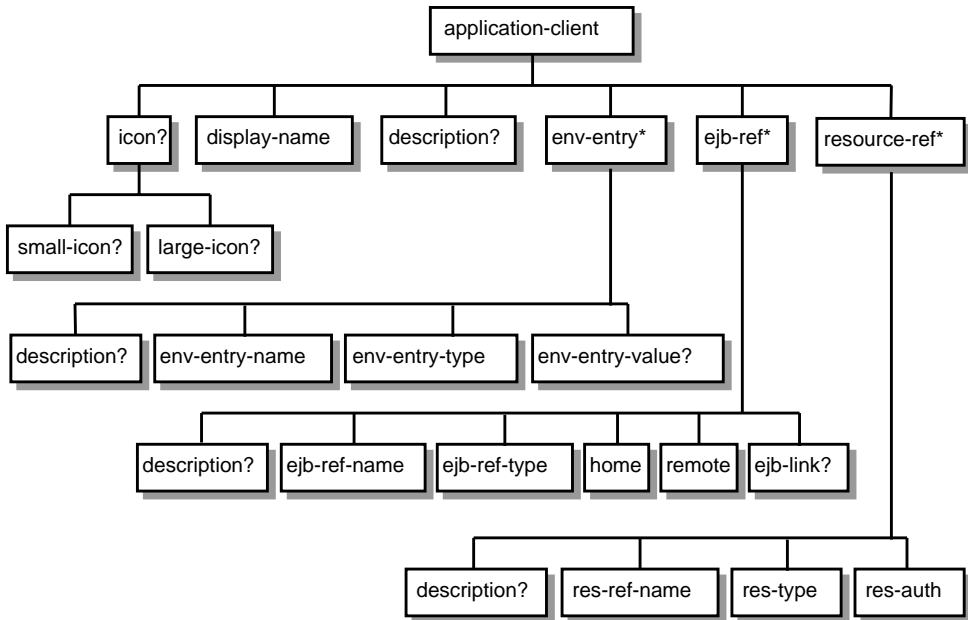 application-client
icon?
display-name
description?
env-entry*
ejb-ref*
resource-ref*
small-icon?
large-icon?
description?
env-entry-name
env-entry-type
env-entry-value?
description?
ejb-ref-name
ejb-ref-type
home
remote
ejb-link?
description?
res-ref-name
res-type
res-auth